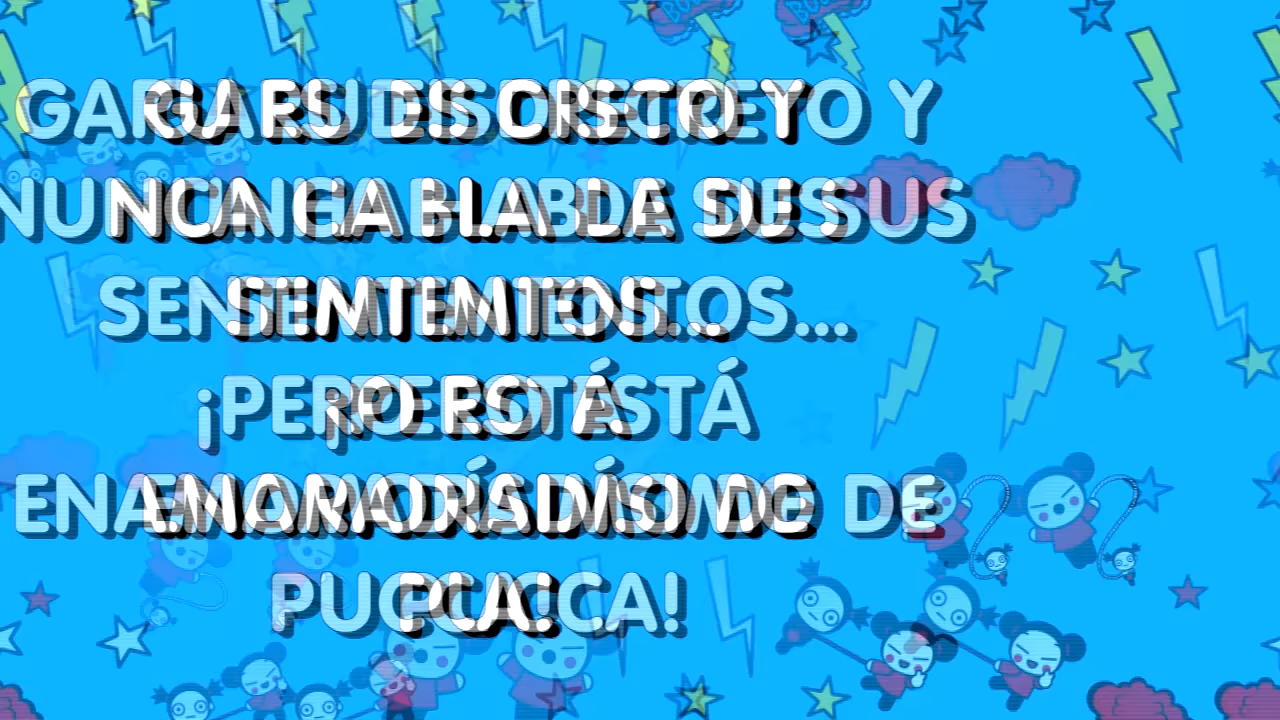 GARU ES DISCRETO Y
NUNCA HABLA DE SUS
SENTIMIENTOS...
¡PERO ESTÁ
ENAMORADÍSIMO DE
PUCCA!